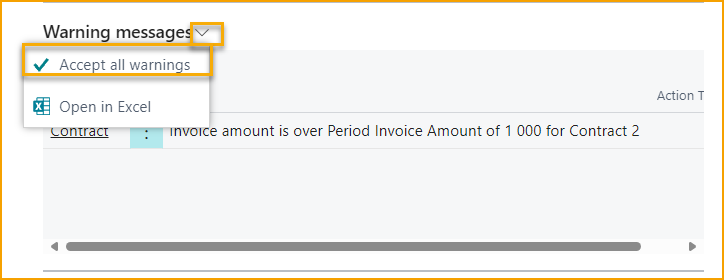 Warning messages
Accept all warnings
Open in Excel
Action T
Contract
Invoice amount is over Period Invoice Amount of 1 000 for Contract 2